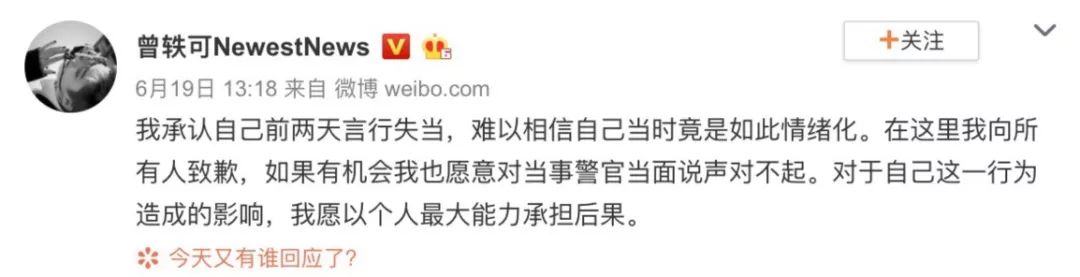 曾轶可NewestNews
关注
6月19日 13:18 来自 微博 weibo.com
我承认自己前两天言行失当，难以相信自己当时竟是如此情绪化。在这里我向所
有人致歉，如果有机会我也愿意对当事警官当面说声对不起。对于自己这一行为
造成的影响，我愿以个人最大能力承担后果。
今天又有谁回应了?